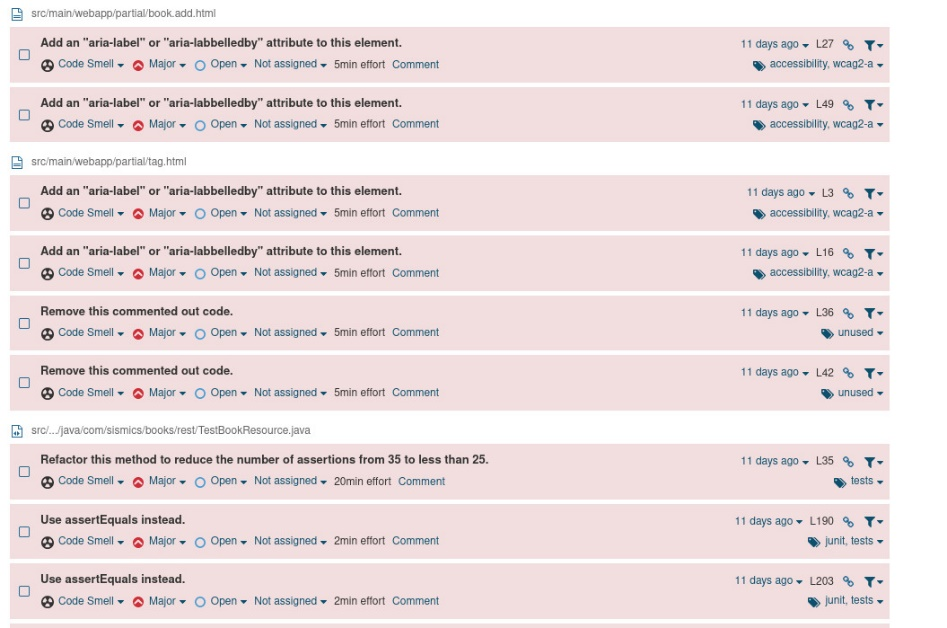 src/main/webapp/partial/book.add.html
Add an "aria-label" or "aria-labbelledby" attribute to this element. 11 days ago L27
Code Smell Major Open Not assigned 5min effort Comment accessibility, wcag2-a
Add an "aria-label" or "aria-labbelledby" attribute to this element. 11 days ago L49
Code Smell Major Open Not assigned 5min effort Comment accessibility, wcag2-a
src/main/webapp/partial/tag.html
Add an "aria-label" or "aria-labbelledby" attribute to this element. 11 days ago L3
Code Smell Major Open Not assigned 5min effort Comment accessibility, wcag2-a
Add an "aria-label" or "aria-labbelledby" attribute to this element. 11 days ago L16
Code Smell Major Open Not assigned 5min effort Comment accessibility, wcag2-a
Remove this commented out code. 11 days ago L36
Code Smell Major Open Not assigned 5min effort Comment unused
Remove this commented out code. 11 days ago L42
Code Smell Major Open Not assigned 5min effort Comment unused
src/.../java/com/sismics/books/rest/TestBookResource.java
Refactor this method to reduce the number of assertions from 35 to less than 25. 11 days ago L35
Code Smell Major Open Not assigned 20min effort Comment tests
Use assertEquals instead. 11 days ago L190
Code Smell Major Open Not assigned 2min effort Comment junit, tests
Use assertEquals instead. 11 days ago L203
Code Smell Major Open Not assigned 2min effort Comment junit, tests